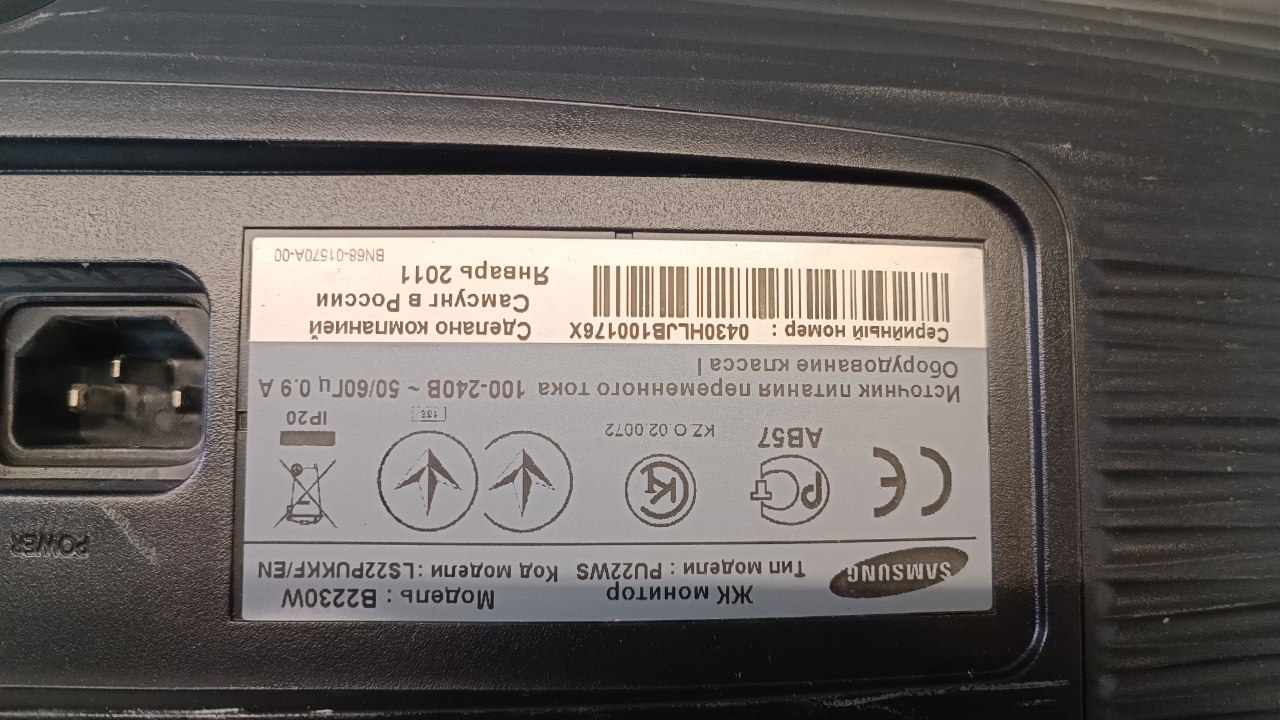 SAMSUNG
ЖК монитор
Модель : B2230W
Тип модели : PU22WS Код модели : LS22PUKKF/EN
АВ57
KZ O 02 0072
IP20
Источник питания переменного тока 100-240В ~ 50/60Гц 0.9 А
Оборудование класса I
Серийный номер : 0430HLJB100176X
Сделано компанией
Самсунг в России
Январь 2011
BN68-01570A-00
POWER